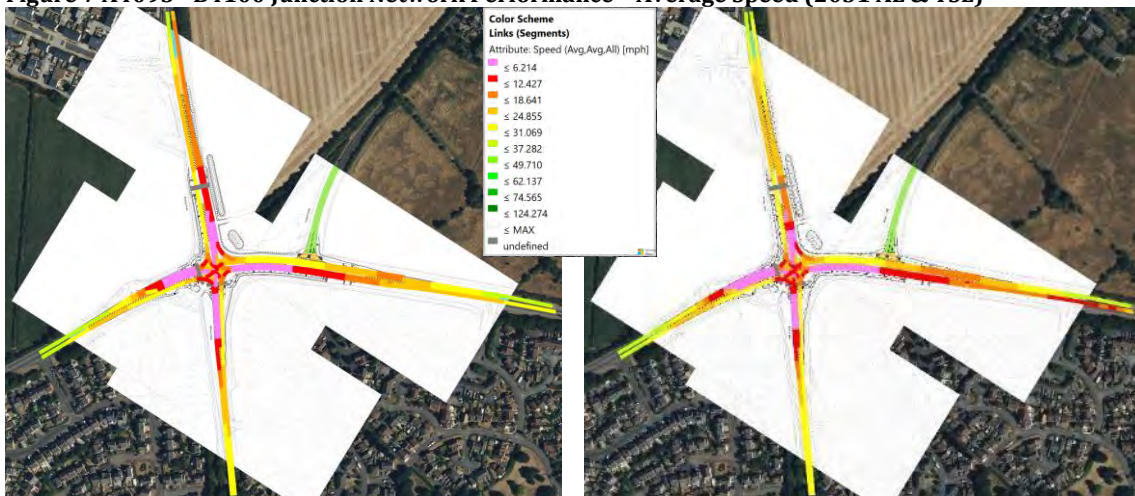 Figure 7 A1093 - B1100 Junction Network Performance – Average Speed (2031 AE & PSE)
Color Scheme
Links (Segments)
Attribute: Speed (Avg,Avg,All) [mph]
≤ 6.214
≤ 12.427
≤ 18.641
≤ 24.855
≤ 31.069
≤ 37.282
≤ 49.710
≤ 62.137
≤ 74.565
≤ 124.274
≤ MAX
undefined